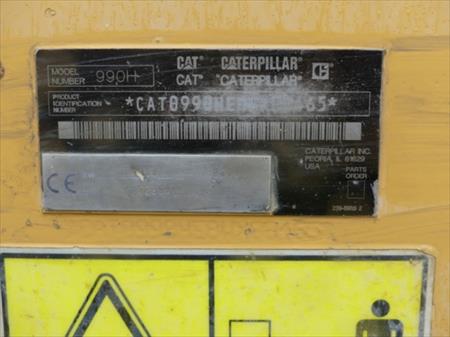 CAT CATERPILLAR
CAT "CATERPILLAR"
MODEL NUMBER 990H
PRODUCT IDENTIFICATION NUMBER
CATERPILLAR INC.
PEORIA, IL 61629
USA
PARTS ORDER
CE